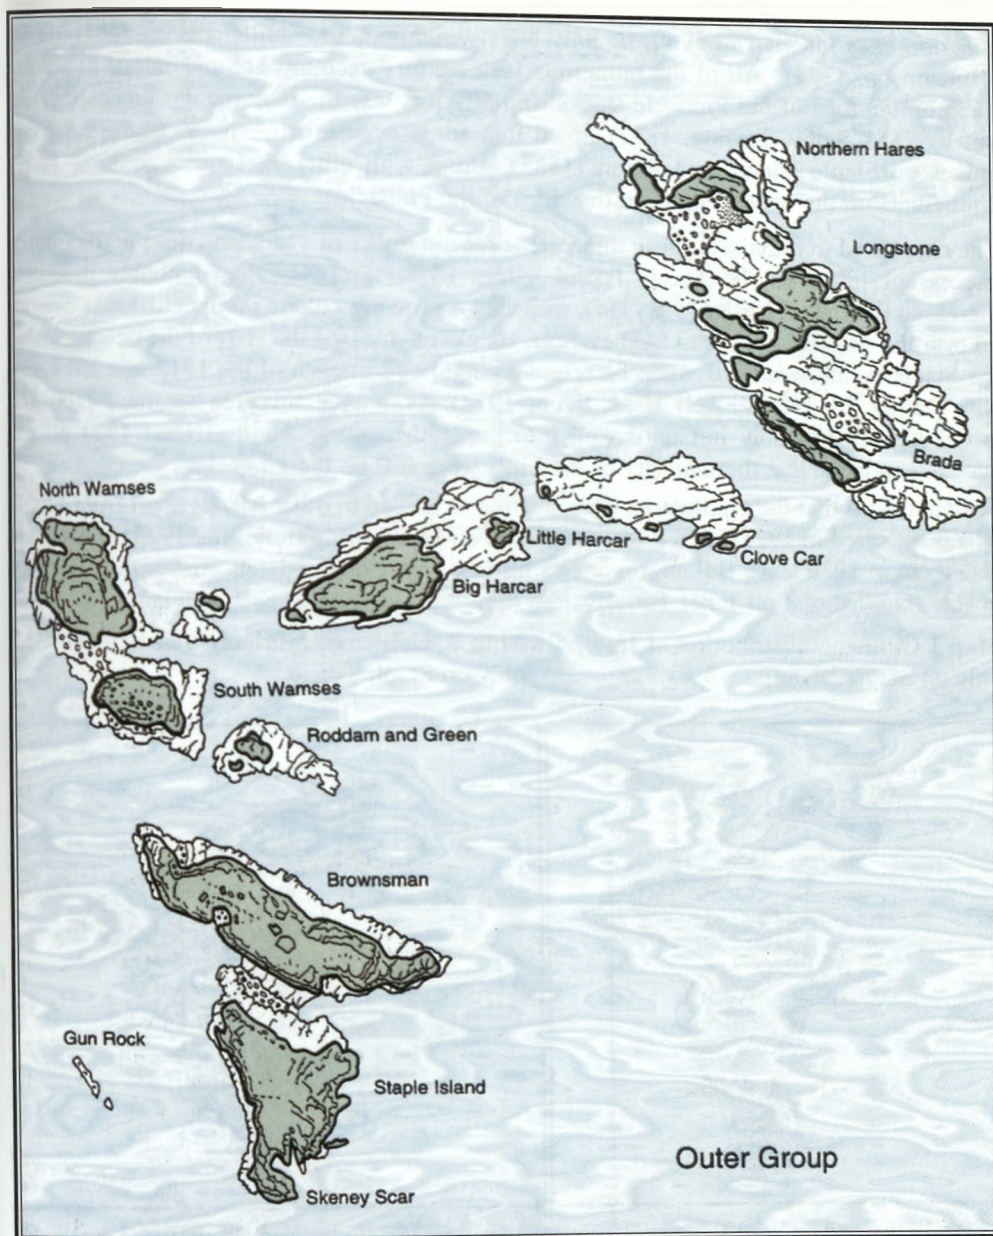 Northern Hares
Longstone
Brada
North Wamses
Little Harcar
Clove Car
Big Harcar
South Wamses
Roddam and Green
Brownsman
Gun Rock
Staple Island
Outer Group
Skeney Scar